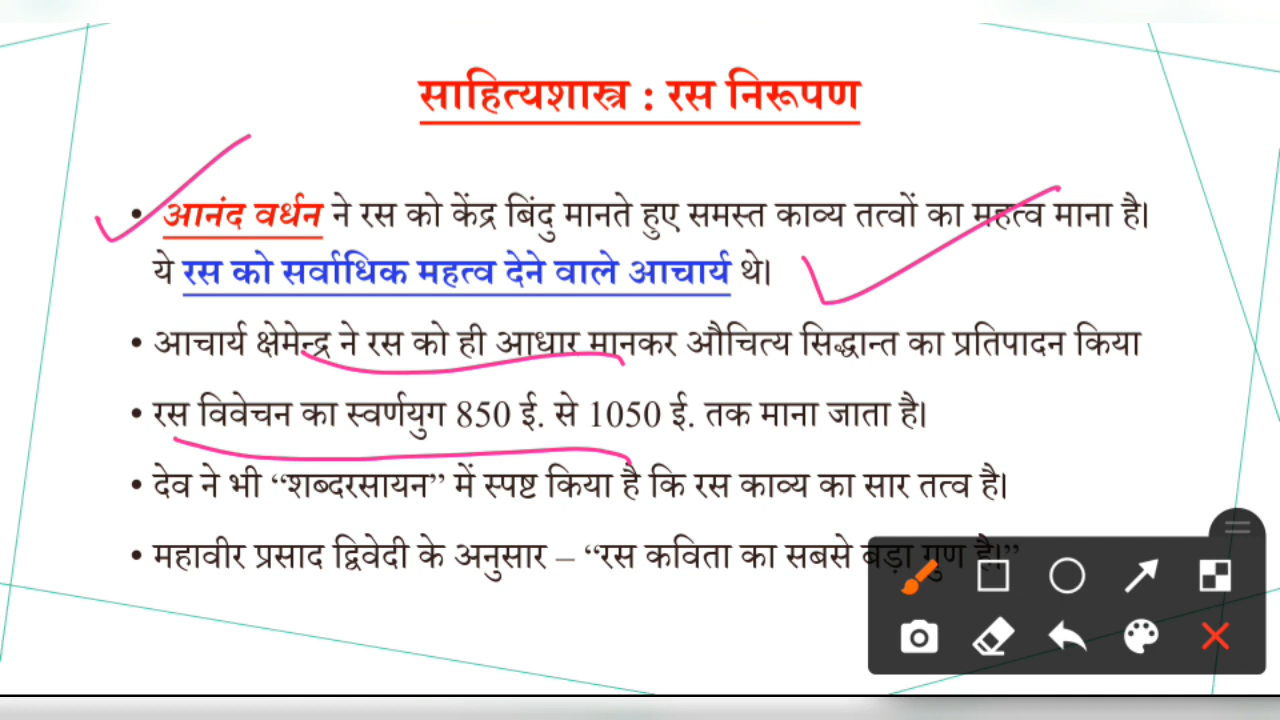 साहित्यशास्त्र : रस निरूपण
• आनंद वर्धन ने रस को केंद्र बिंदु मानते हुए समस्त काव्य तत्वों का महत्व माना है।
ये रस को सर्वाधिक महत्व देने वाले आचार्य थे।
• आचार्य क्षेमेन्द्र ने रस को ही आधार मानकर औचित्य सिद्धान्त का प्रतिपादन किया
• रस विवेचन का स्वर्णयुग 850 ई. से 1050 ई. तक माना जाता है।
• देव ने भी “शब्दरसायन” में स्पष्ट किया है कि रस काव्य का सार तत्व है।
• महावीर प्रसाद द्विवेदी के अनुसार – “रस कविता का सबसे बड़ा गुण है।”